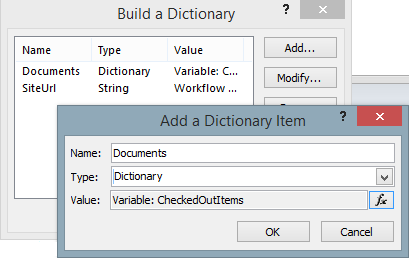 Build a Dictionary
?
Name Type Value
Add...
Documents Dictionary Variable: C...
SiteUrl String Workflow ...
Modify...
Add a Dictionary Item
?
Name: Documents
Type: Dictionary
Value: Variable: CheckedOutItems fx
OK Cancel